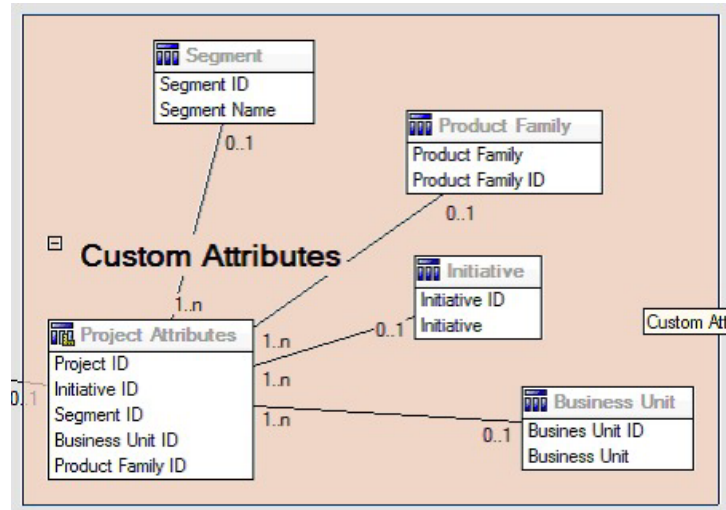 Segment
Segment ID
Segment Name
0..1
Product Family
Product Family
Product Family ID
0..1
Custom Attributes
Initiative
Initiative ID
Initiative
0..1
Custom Att
1..n
Project Attributes
Project ID
Initiative ID
Segment ID
Business Unit ID
Product Family ID
1..n
1..n
1..n
0..1
Business Unit
Busines Unit ID
Business Unit
0..1